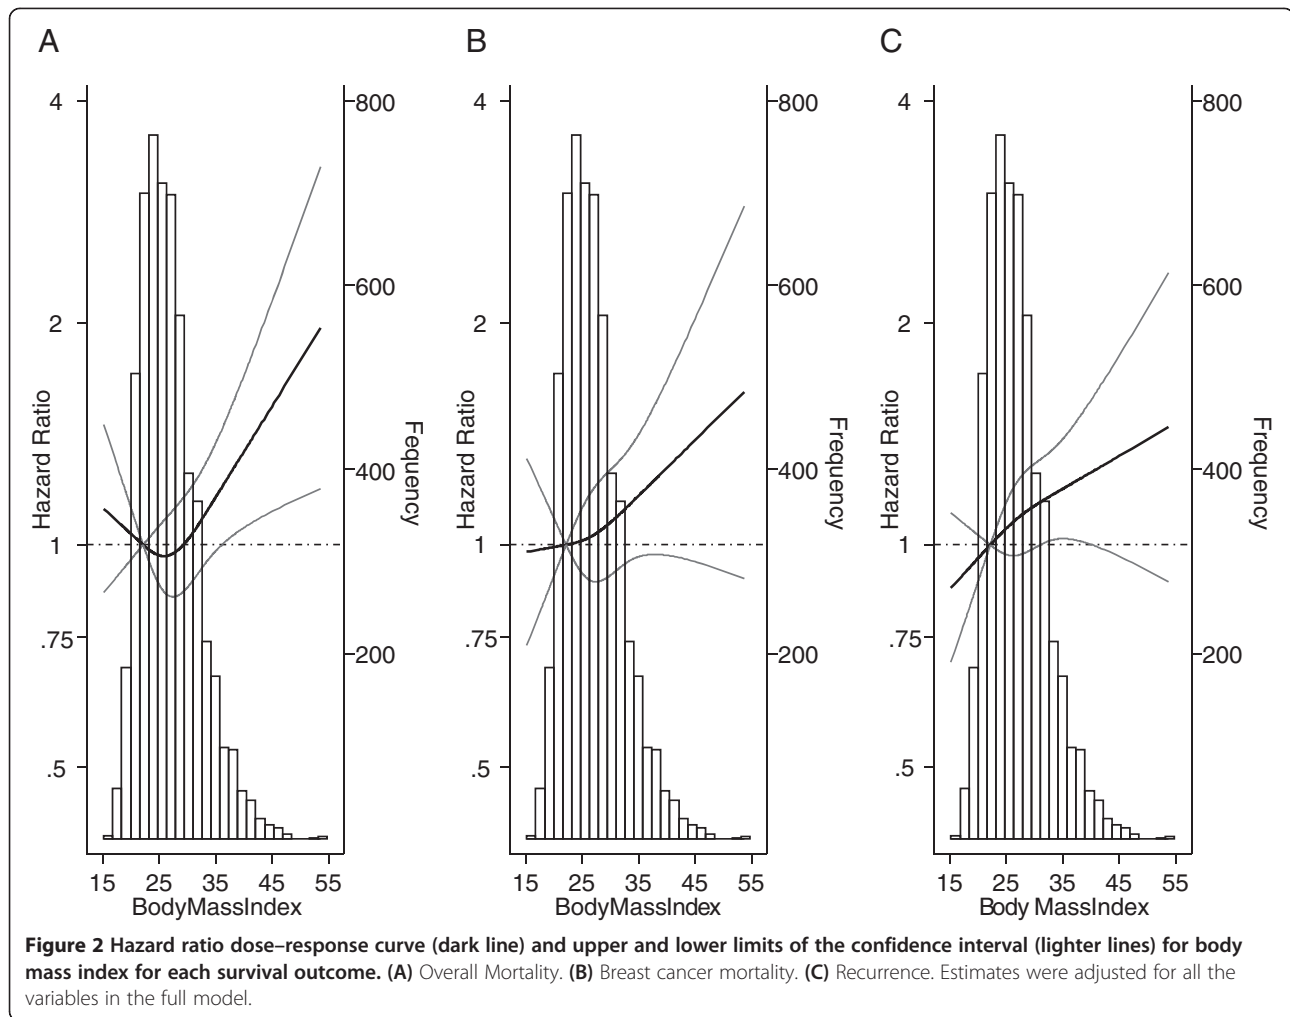 A
B
C
4
2
1
.75
.5
Hazard Ratio
800
600
400
200
Fequency
15 25 35 45 55
BodyMassIndex
4
2
1
.75
.5
Hazard Ratio
800
600
400
200
Frequency
15 25 35 45 55
BodyMassIndex
4
2
1
.75
.5
Hazard Ratio
800
600
400
200
Frequency
15 25 35 45 55
Body MassIndex
Figure 2 Hazard ratio dose–response curve (dark line) and upper and lower limits of the confidence interval (lighter lines) for body
mass index for each survival outcome. (A) Overall Mortality. (B) Breast cancer mortality. (C) Recurrence. Estimates were adjusted for all the
variables in the full model.